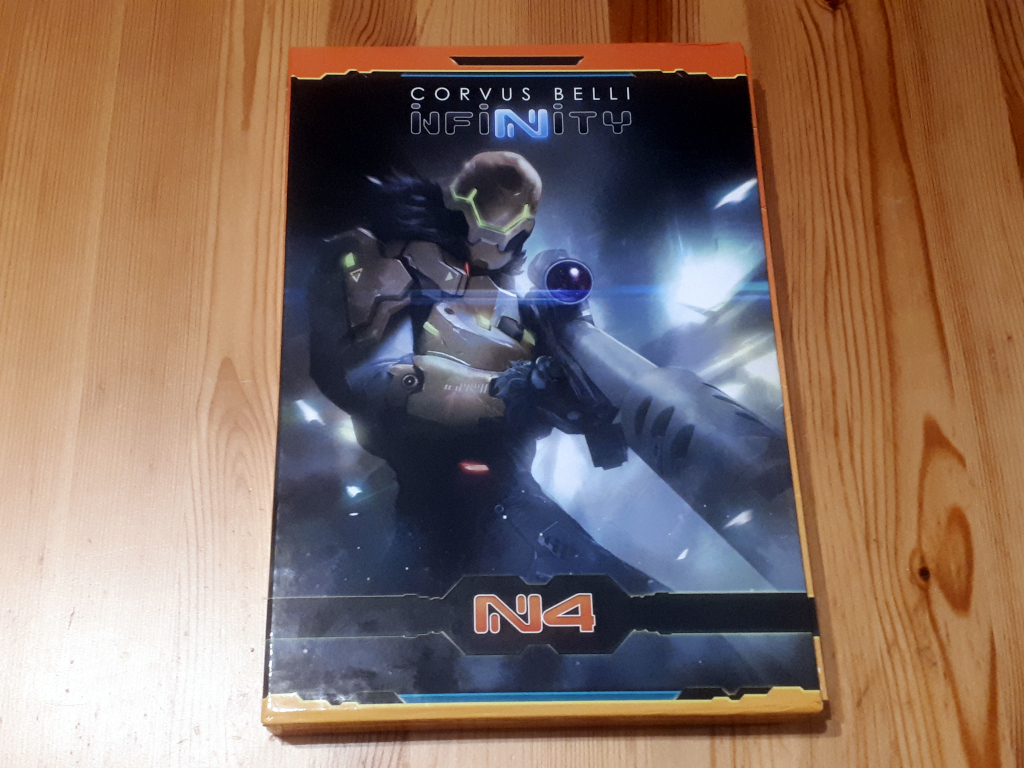 CORVUS BELLI
iNFiNiTY
N4